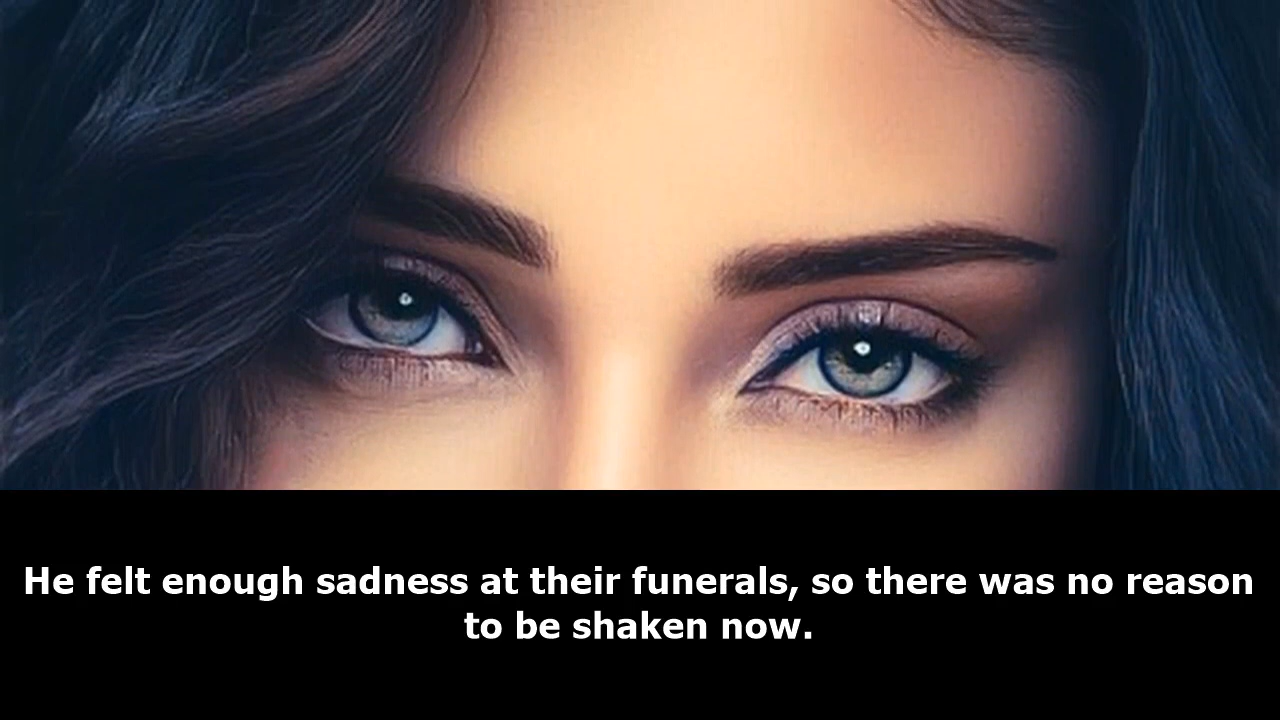 He felt enough sadness at their funerals, so there was no reason
to be shaken now.